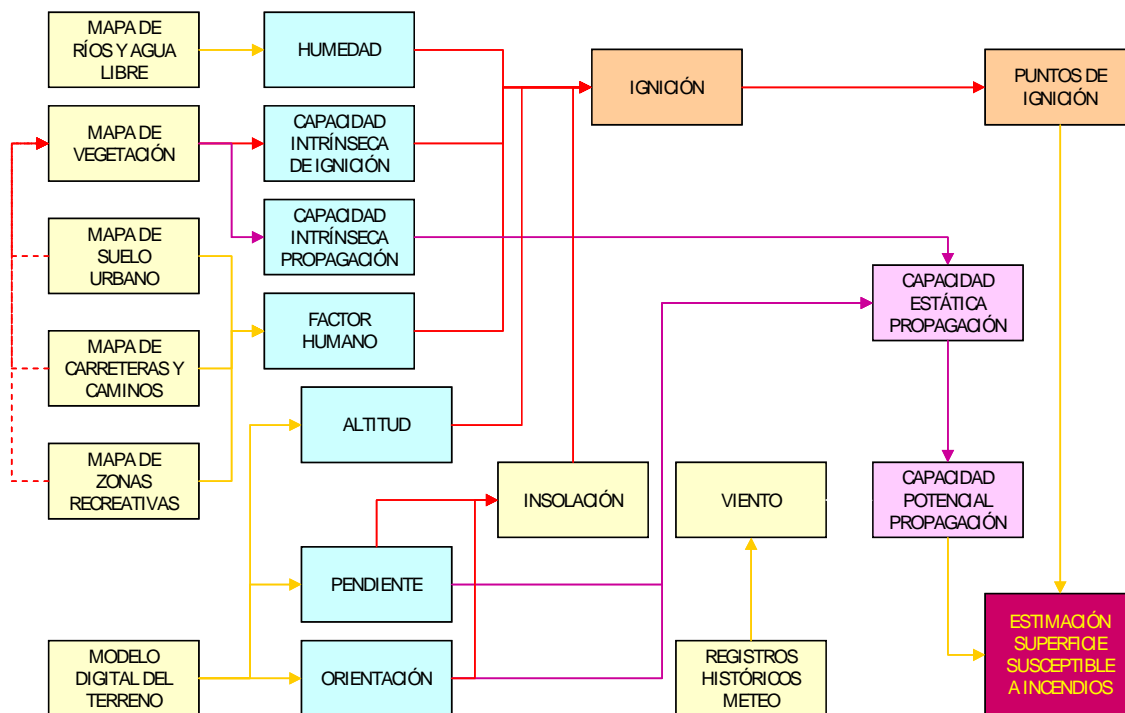 MAPA DE
RÍOS Y AGUA
LIBRE
HUMEDAD
IGNICIÓN
PUNTOS DE
IGNICIÓN
MAPA DE
VEGETACIÓN
CAPACIDAD
INTRÍNSECA
DE IGNICIÓN
CAPACIDAD
INTRÍNSECA
PROPAGACIÓN
MAPA DE
SUELO
URBANO
CAPACIDAD
ESTÁTICA
PROPAGACIÓN
FACTOR
HUMANO
MAPA DE
CARRETERAS Y
CAMINOS
ALTITUD
MAPA DE
ZONAS
RECREATIVAS
INSOLACIÓN
VIENTO
CAPACIDAD
POTENCIAL
PROPAGACIÓN
PENDIENTE
MODELO
DIGITAL DEL
TERRENO
ORIENTACIÓN
REGISTROS
HISTÓRICOS
METEO
ESTIMACIÓN
SUPERFICIE
SUSCEPTIBLE
A INCENDIOS